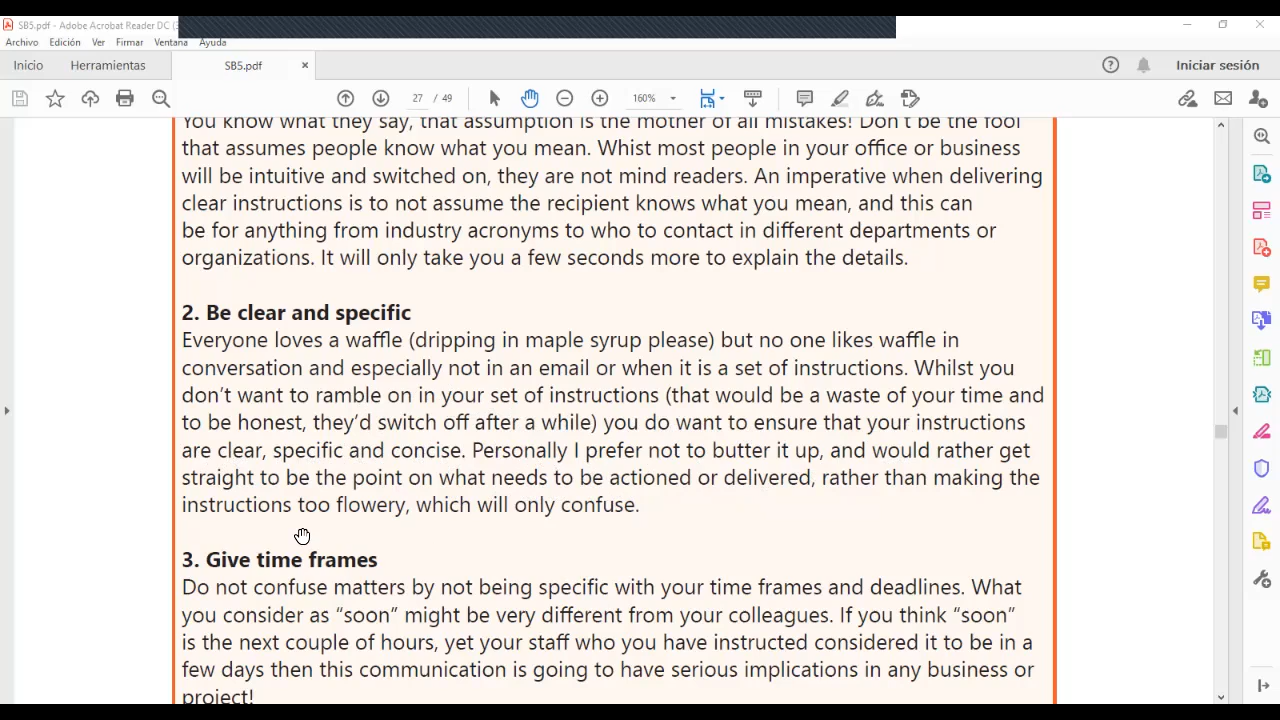 SB5.pdf - Adobe Acrobat Reader DC
Archivo Edición Ver Firmar Ventana Ayuda
Inicio Herramientas SB5.pdf × Iniciar sesión
27 / 49 160%
You know what they say, that assumption is the mother of all mistakes! Don't be the fool
that assumes people know what you mean. Whist most people in your office or business
will be intuitive and switched on, they are not mind readers. An imperative when delivering
clear instructions is to not assume the recipient knows what you mean, and this can
be for anything from industry acronyms to who to contact in different departments or
organizations. It will only take you a few seconds more to explain the details.
2. Be clear and specific
Everyone loves a waffle (dripping in maple syrup please) but no one likes waffle in
conversation and especially not in an email or when it is a set of instructions. Whilst you
don't want to ramble on in your set of instructions (that would be a waste of your time and
to be honest, they'd switch off after a while) you do want to ensure that your instructions
are clear, specific and concise. Personally I prefer not to butter it up, and would rather get
straight to be the point on what needs to be actioned or delivered, rather than making the
instructions too flowery, which will only confuse.
3. Give time frames
Do not confuse matters by not being specific with your time frames and deadlines. What
you consider as “soon” might be very different from your colleagues. If you think “soon”
is the next couple of hours, yet your staff who you have instructed considered it to be in a
few days then this communication is going to have serious implications in any business or
project!